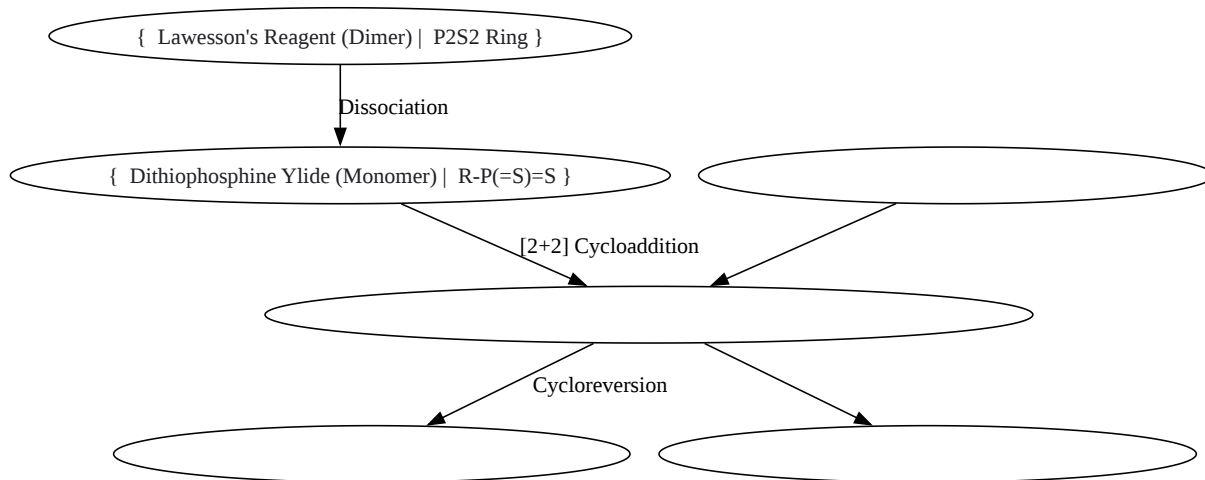 { Lawesson's Reagent (Dimer) | P2S2 Ring }
Dissociation
{ Dithiophosphine Ylide (Monomer) | R-P(=S)=S }
[2+2] Cycloaddition
Cycloreversion